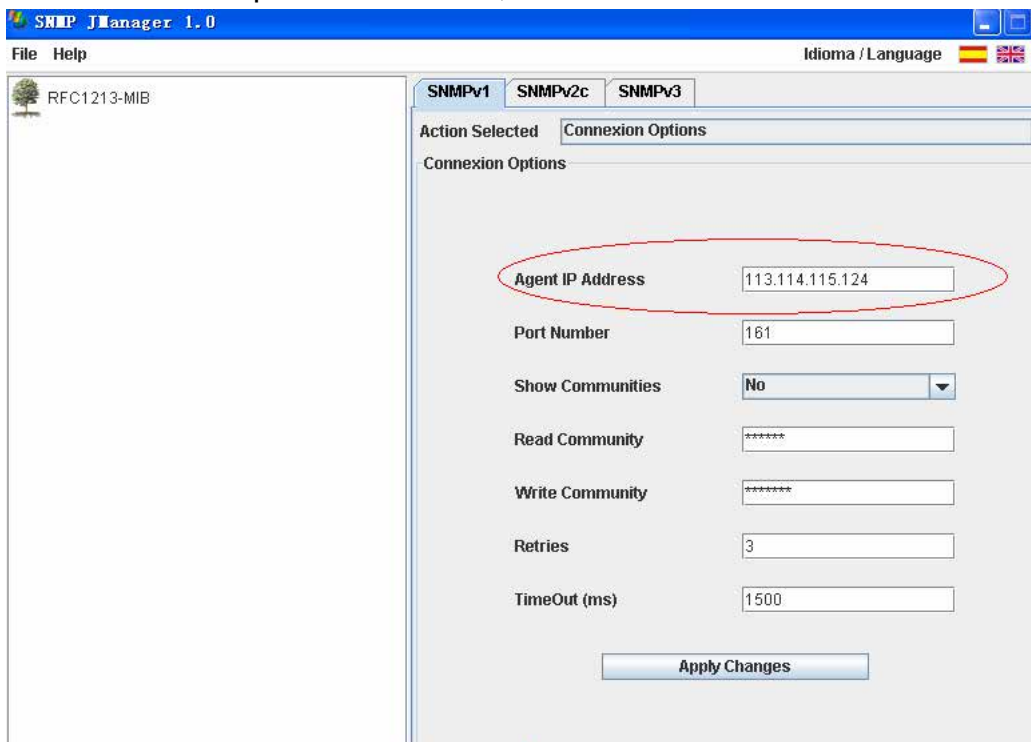 SNMP JManager 1.0
File Help Idioma / Language
RFC1213-MIB
SNMPv1 SNMPv2c SNMPv3
Action Selected Connexion Options
Connexion Options
Agent IP Address 113.114.115.124
Port Number 161
Show Communities No
Read Community ******
Write Community *******
Retries 3
TimeOut (ms) 1500
Apply Changes